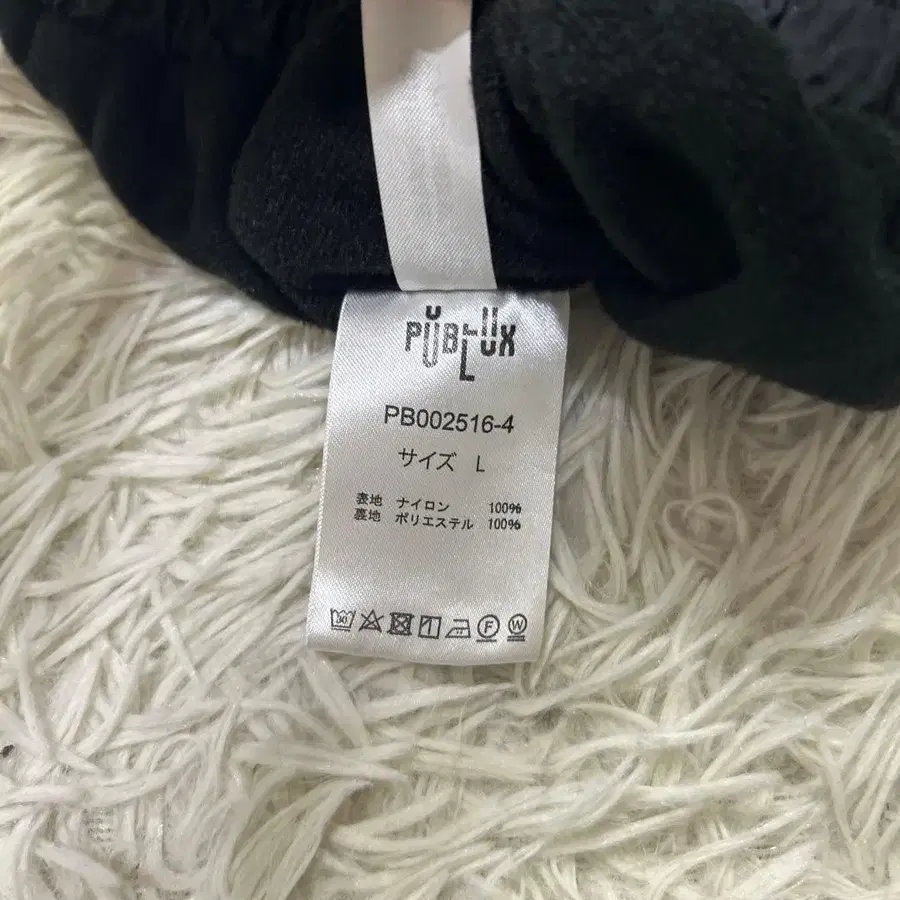 PUBLUX
PB002516-4
サイズ L
表地 ナイロン 100%
裏地 ポリエステル 100%
30 F W